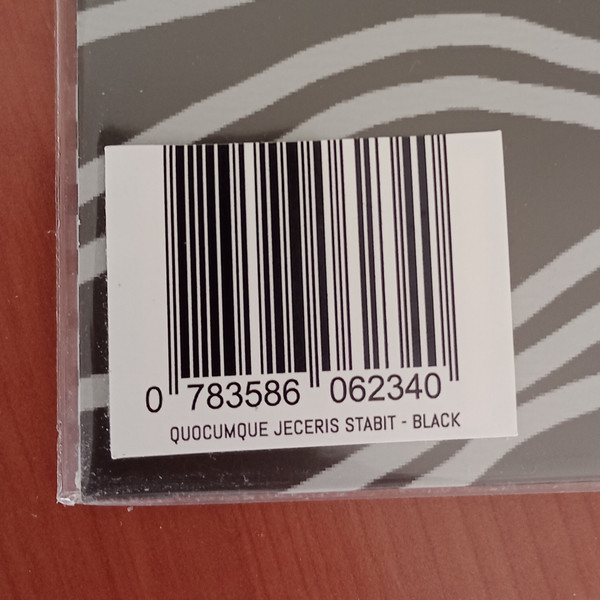 0 783586 062340
QUOCUMQUE JECERIS STABIT - BLACK